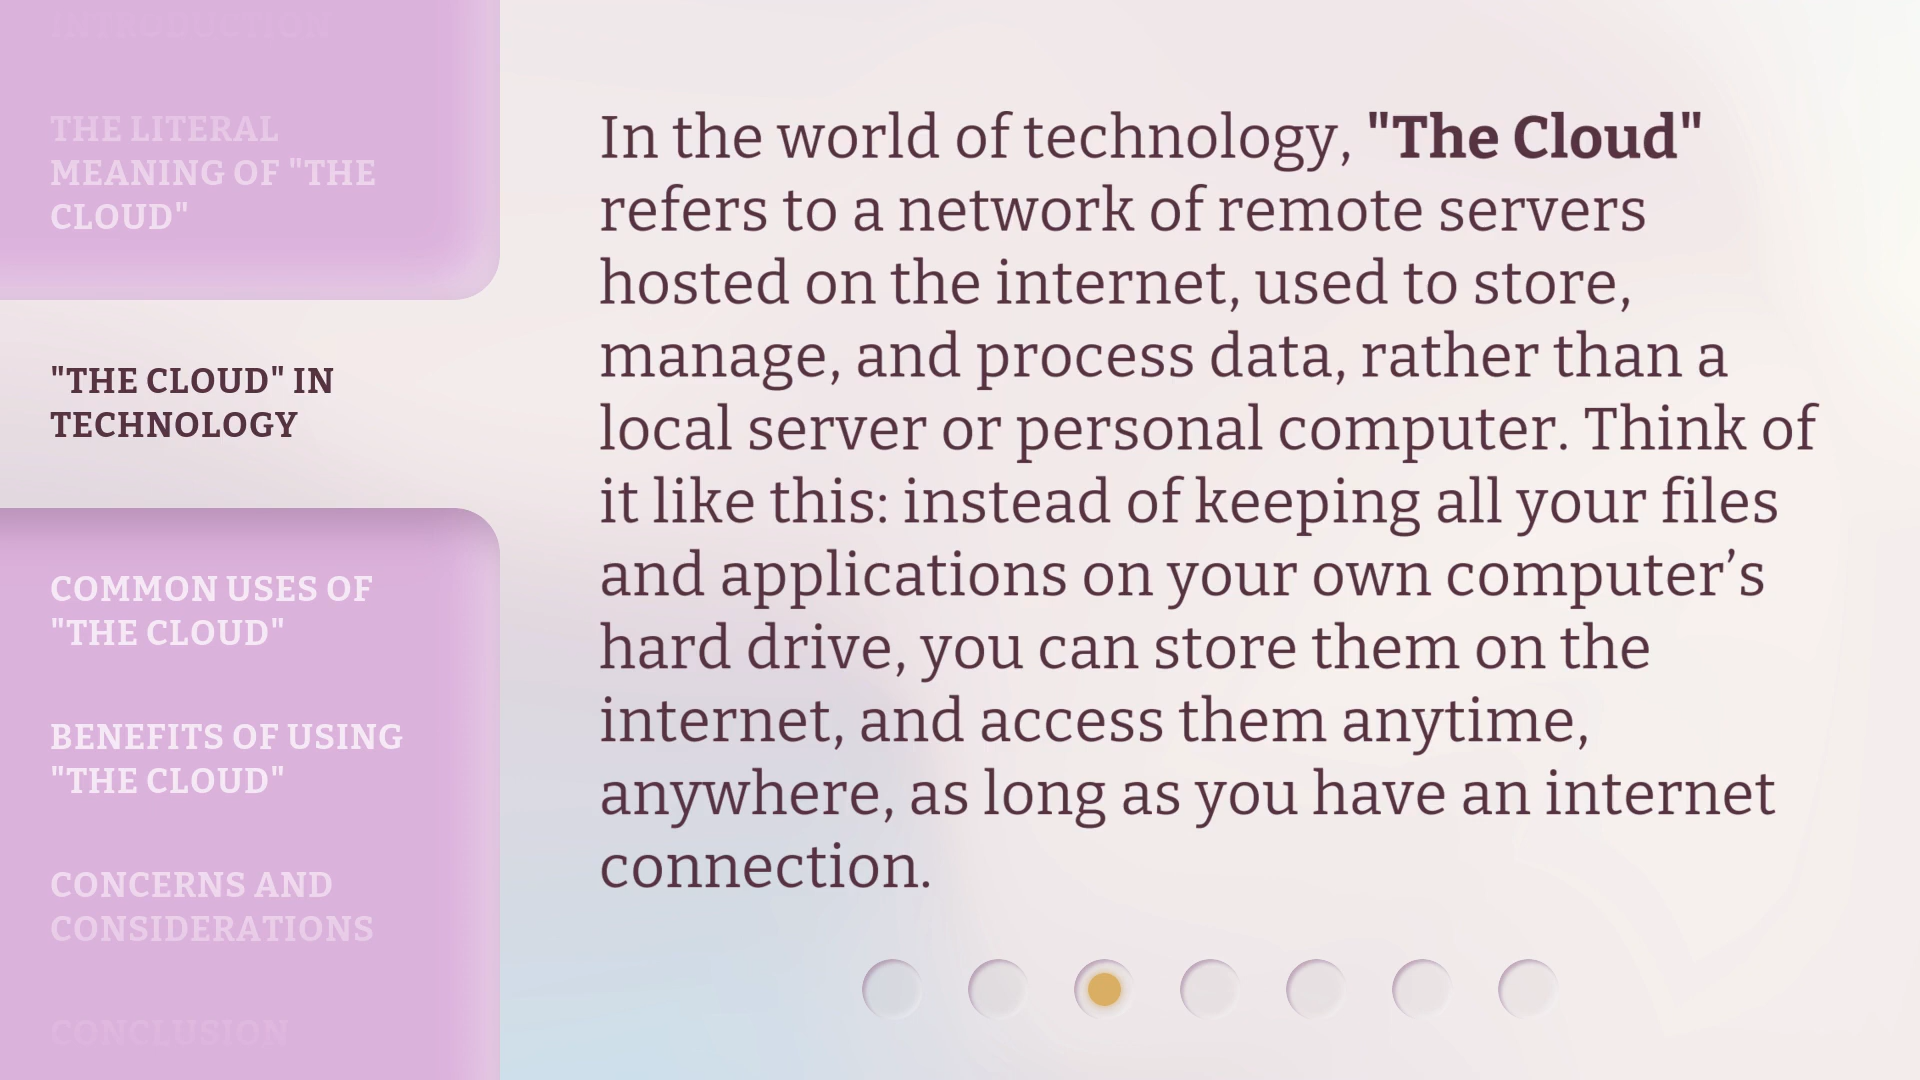 INTRODUCTION
THE LITERAL
MEANING OF "THE
CLOUD"
"THE CLOUD" IN
TECHNOLOGY
COMMON USES OF
"THE CLOUD"
BENEFITS OF USING
"THE CLOUD"
CONCERNS AND
CONSIDERATIONS
CONCLUSION
In the world of technology, "The Cloud"
refers to a network of remote servers
hosted on the internet, used to store,
manage, and process data, rather than a
local server or personal computer. Think of
it like this: instead of keeping all your files
and applications on your own computer’s
hard drive, you can store them on the
internet, and access them anytime,
anywhere, as long as you have an internet
connection.